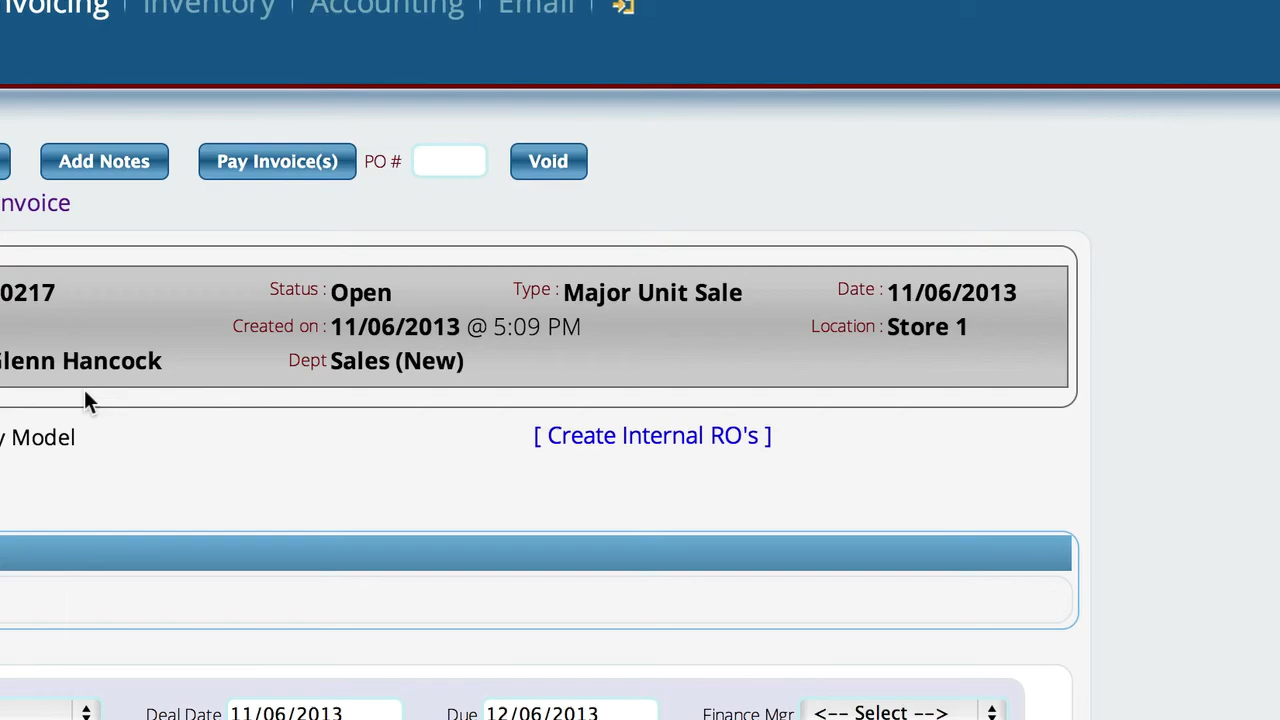 nvoicing Inventory Accounting Email
Add Notes Pay Invoice(s) PO # Void
nvoice
0217 Status : Open Type : Major Unit Sale Date : 11/06/2013
Created on : 11/06/2013 @ 5:09 PM Location : Store 1
Glenn Hancock Dept Sales (New)
y Model [ Create Internal RO's ]
Deal Date 11/06/2013 Due 12/06/2013 Finance Mgr <-- Select -->